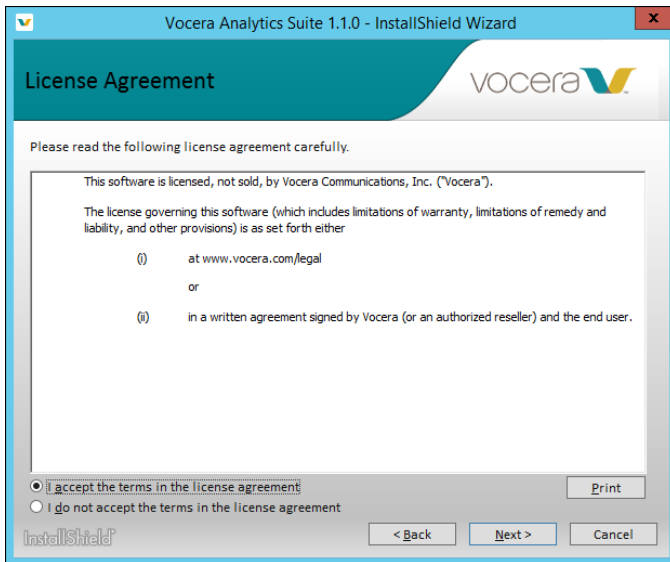 Vocera Analytics Suite 1.1.0 - InstallShield Wizard
x
License Agreement
vocera
Please read the following license agreement carefully.
This software is licensed, not sold, by Vocera Communications, Inc. ("Vocera").
The license governing this software (which includes limitations of warranty, limitations of remedy and
liability, and other provisions) is as set forth either
(i) at www.vocera.com/legal
or
(ii) in a written agreement signed by Vocera (or an authorized reseller) and the end user.
I accept the terms in the license agreement
Print
I do not accept the terms in the license agreement
InstallShield
< Back Next > Cancel